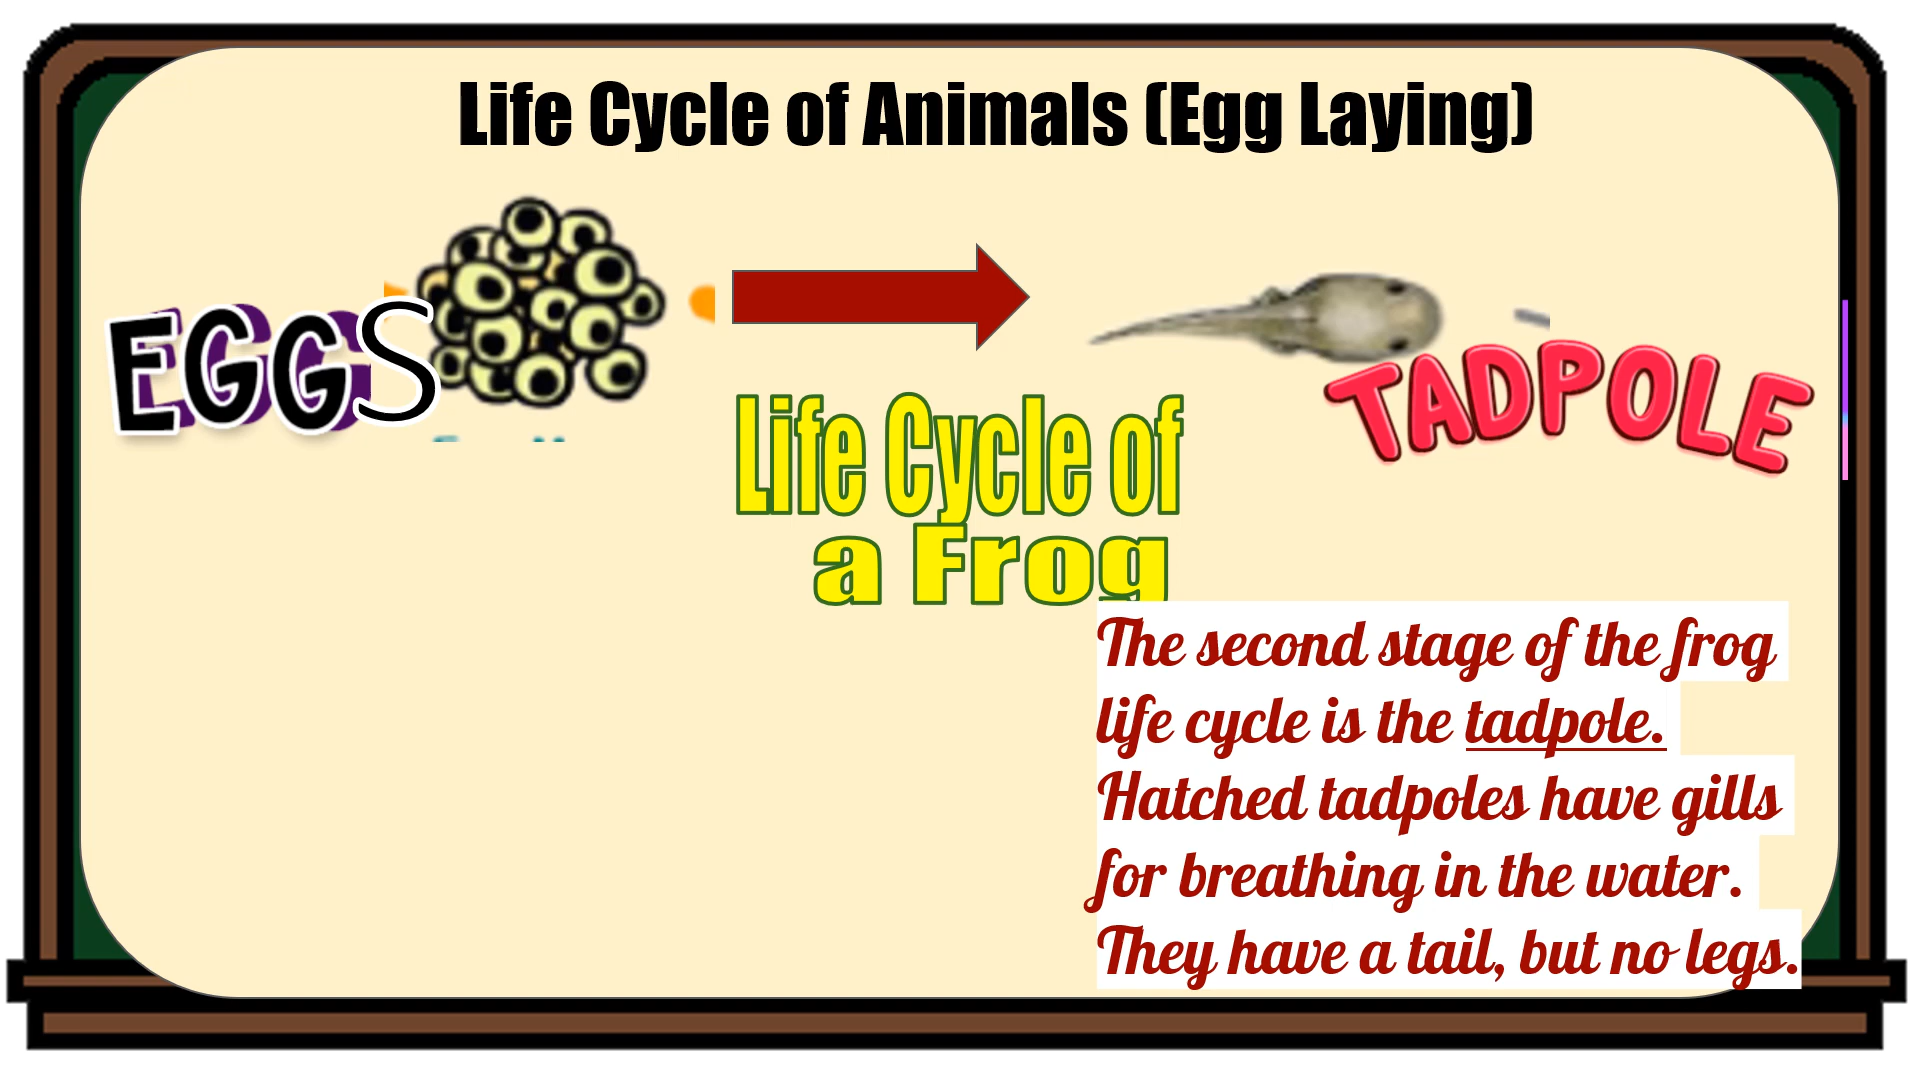 Life Cycle of Animals (Egg Laying)
EGGS
TADPOLE
Life Cycle of
a Frog
The second stage of the frog
life cycle is the tadpole.
Hatched tadpoles have gills
for breathing in the water.
They have a tail, but no legs.